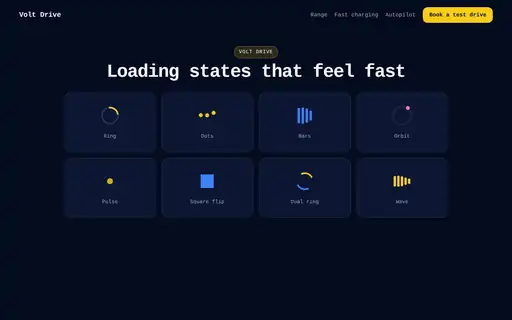 Volt Drive
Range Fast charging Autopilot Book a test drive
VOLT DRIVE
Loading states that feel fast
Ring Dots Bars Orbit
Pulse Square flip Dual ring Wave